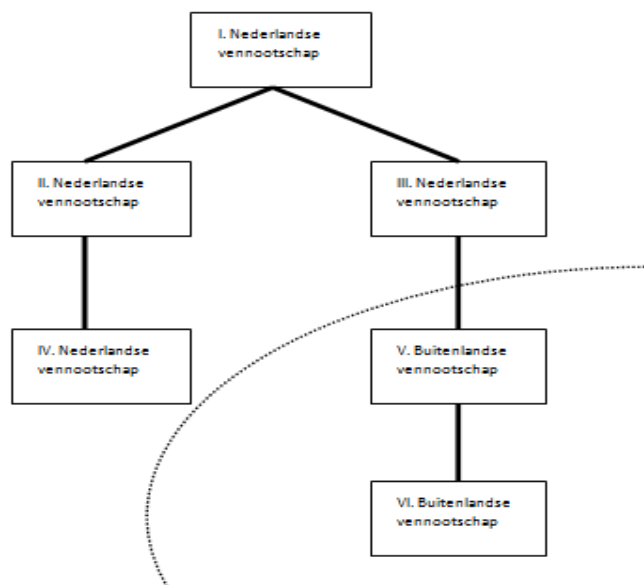 I. Nederlandse
vennootschap
II. Nederlandse
vennootschap
III. Nederlandse
vennootschap
IV. Nederlandse
vennootschap
V. Buitenlandse
vennootschap
VI. Buitenlandse
vennootschap